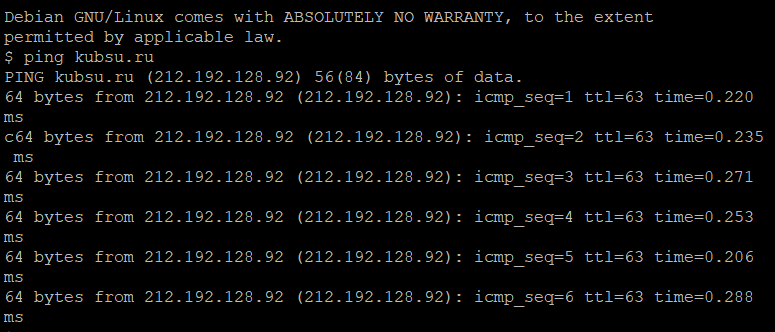 Debian GNU/Linux comes with ABSOLUTELY NO WARRANTY, to the extent
permitted by applicable law.
$ ping kubsu.ru
PING kubsu.ru (212.192.128.92) 56(84) bytes of data.
64 bytes from 212.192.128.92 (212.192.128.92): icmp_seq=1 ttl=63 time=0.220
ms
c64 bytes from 212.192.128.92 (212.192.128.92): icmp_seq=2 ttl=63 time=0.235
 ms
64 bytes from 212.192.128.92 (212.192.128.92): icmp_seq=3 ttl=63 time=0.271
ms
64 bytes from 212.192.128.92 (212.192.128.92): icmp_seq=4 ttl=63 time=0.253
ms
64 bytes from 212.192.128.92 (212.192.128.92): icmp_seq=5 ttl=63 time=0.206
ms
64 bytes from 212.192.128.92 (212.192.128.92): icmp_seq=6 ttl=63 time=0.288
ms